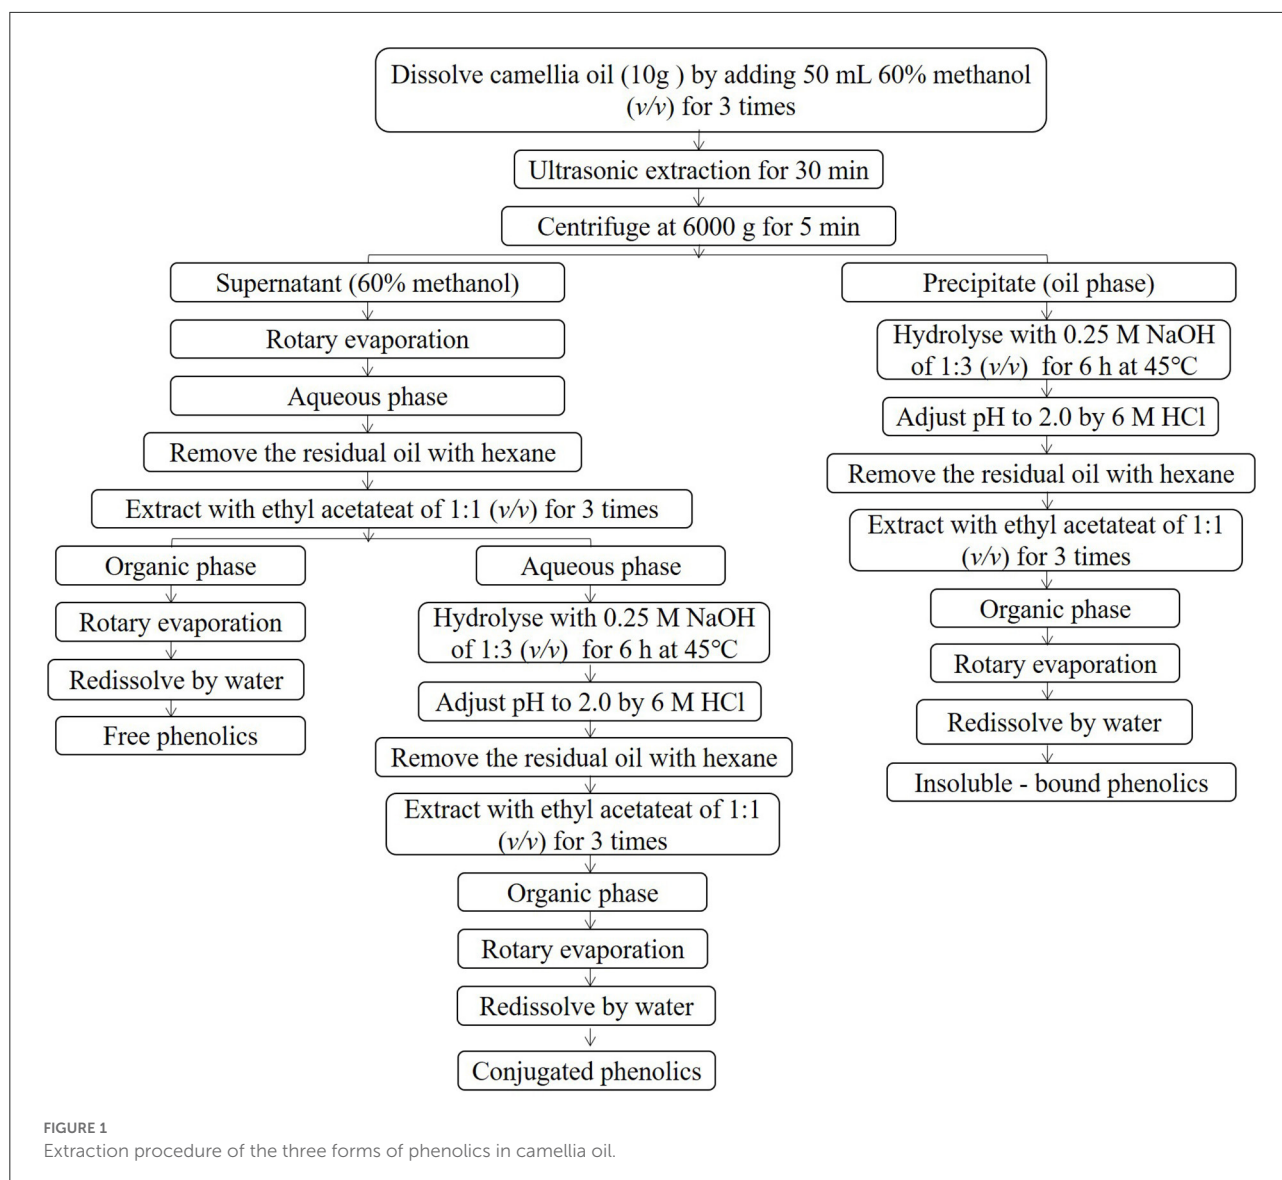 Dissolve camellia oil (10g ) by adding 50 mL 60% methanol
(v/v) for 3 times
Ultrasonic extraction for 30 min
Centrifuge at 6000 g for 5 min
Supernatant (60% methanol)
Rotary evaporation
Aqueous phase
Remove the residual oil with hexane
Extract with ethyl acetateat of 1:1 (v/v) for 3 times
Organic phase
Rotary evaporation
Redissolve by water
Free phenolics
Aqueous phase
Hydrolyse with 0.25 M NaOH
of 1:3 (v/v) for 6 h at 45℃
Adjust pH to 2.0 by 6 M HCl
Remove the residual oil with hexane
Extract with ethyl acetateat of 1:1
(v/v) for 3 times
Organic phase
Rotary evaporation
Redissolve by water
Conjugated phenolics
Precipitate (oil phase)
Hydrolyse with 0.25 M NaOH
of 1:3 (v/v) for 6 h at 45℃
Adjust pH to 2.0 by 6 M HCl
Remove the residual oil with hexane
Extract with ethyl acetateat of 1:1
(v/v) for 3 times
Organic phase
Rotary evaporation
Redissolve by water
Insoluble - bound phenolics
FIGURE 1
Extraction procedure of the three forms of phenolics in camellia oil.